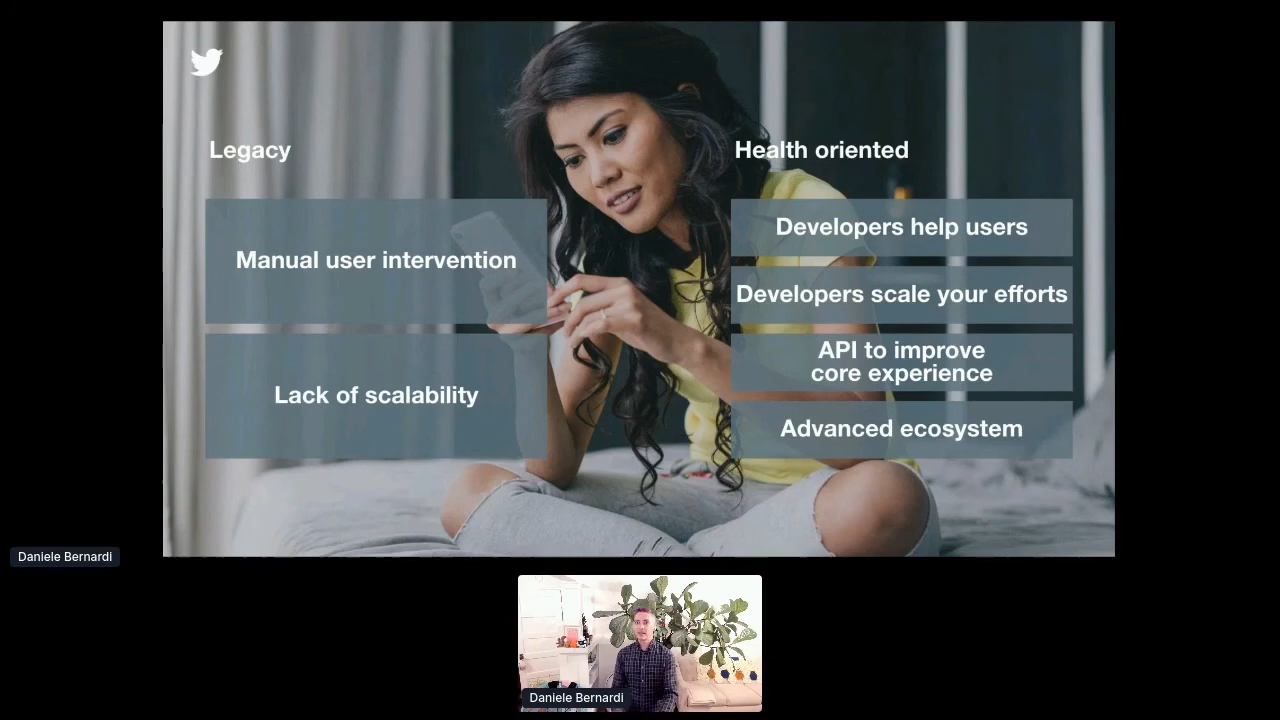 Legacy
Manual user intervention
Lack of scalability
Health oriented
Developers help users
Developers scale your efforts
API to improve
core experience
Advanced ecosystem
Daniele Bernardi
Daniele Bernardi